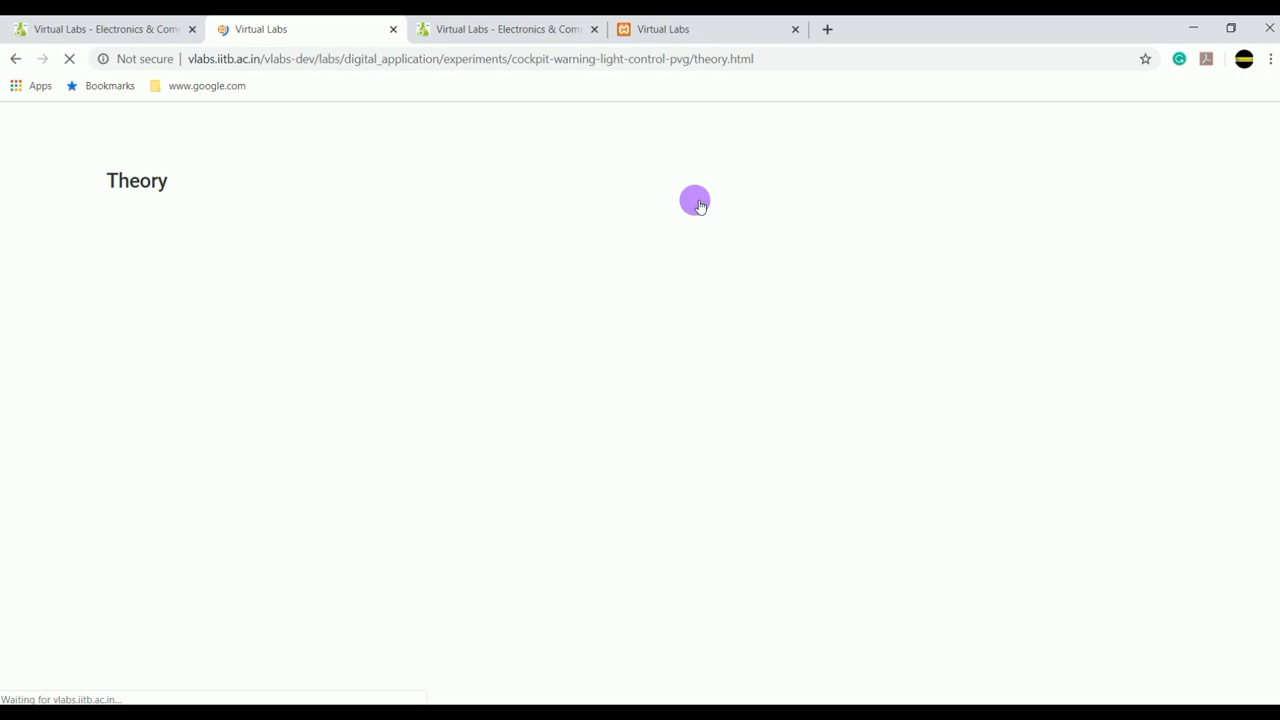 Virtual Labs - Electronics & Com
Virtual Labs
Virtual Labs - Electronics & Com
Virtual Labs
Not secure
vlabs.iitb.ac.in/vlabs-dev/labs/digital_application/experiments/cockpit-warning-light-control-pvg/theory.html
Apps
Bookmarks
www.google.com
Theory
Waiting for vlabs.iitb.ac.in...